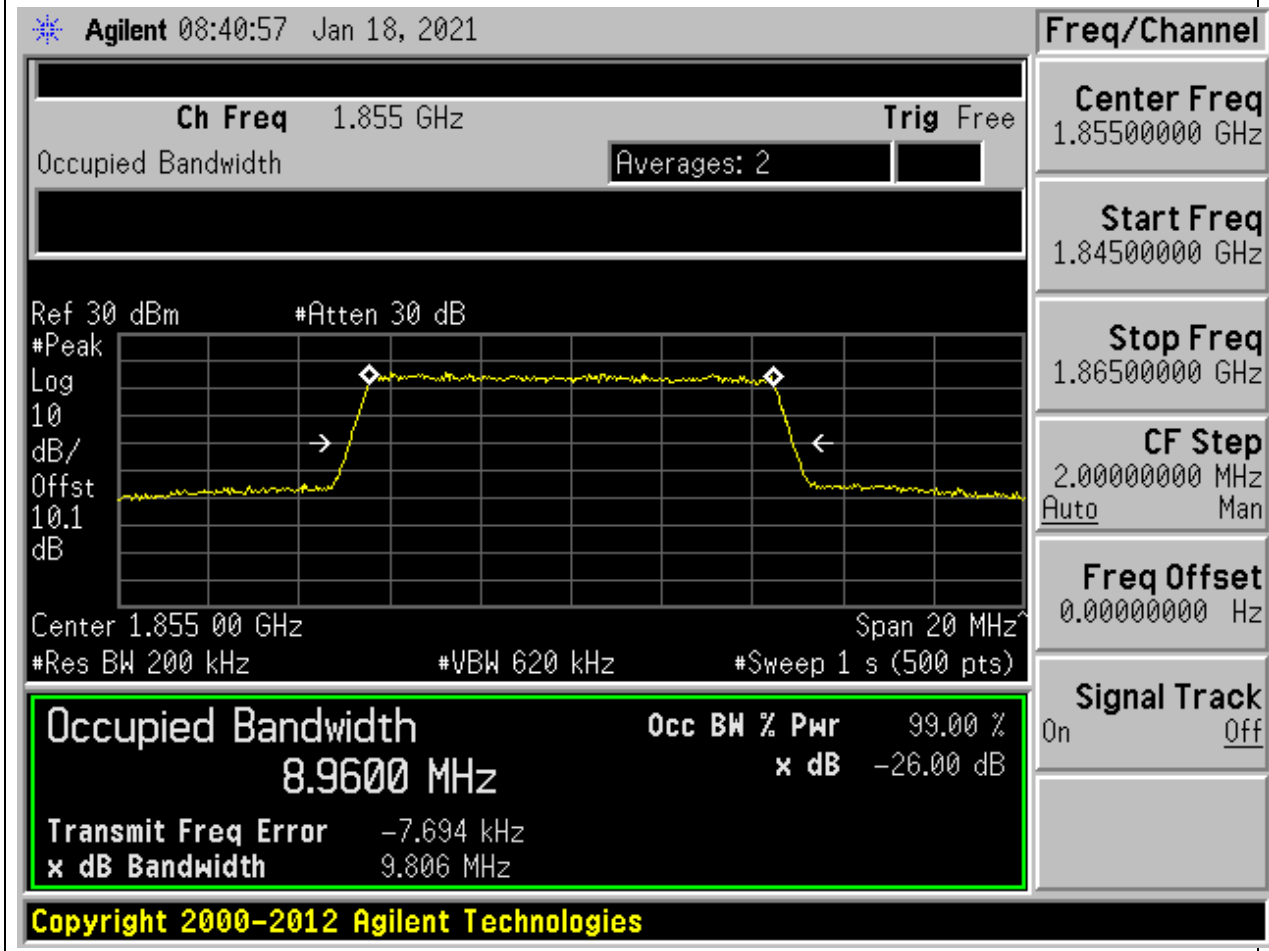 Agilent 08:40:57 Jan 18, 2021
Freq/Channel
Ch Freq 1.855 GHz Trig Free
Occupied Bandwidth Averages: 2
Ref 30 dBm #Atten 30 dB
#Peak
Log
10
dB/
Offst
10.1
dB
Center 1.855 00 GHz Span 20 MHz^
#Res BW 200 kHz #VBW 620 kHz #Sweep 1 s (500 pts)
Occupied Bandwidth Occ BW % Pwr 99.00 %
8.9600 MHz x dB -26.00 dB
Transmit Freq Error -7.694 kHz
x dB Bandwidth 9.806 MHz
Center Freq
1.85500000 GHz
Start Freq
1.84500000 GHz
Stop Freq
1.86500000 GHz
CF Step
2.00000000 MHz
Auto Man
Freq Offset
0.00000000 Hz
Signal Track
On Off
Copyright 2000-2012 Agilent Technologies